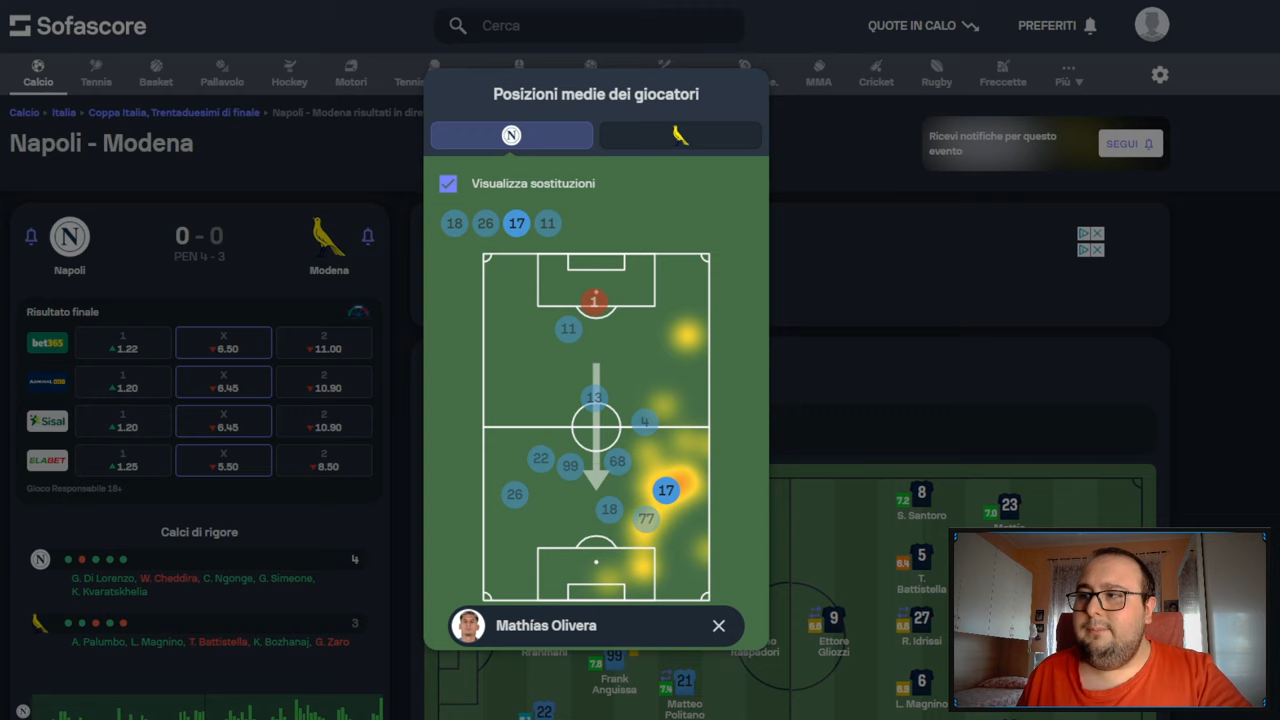 Sofascore
Cerca
QUOTE IN CALO
PREFERITI
Calcio
Tennis
Basket
Pallavolo
Hockey
Motori
MMA
Cricket
Rugby
Freccette
Più
Calcio
Italia
Coppa Italia, Trentaduesimi di finale
Napoli - Modena risultati in dire
Napoli - Modena
Ricevi notifiche per questo
evento
SEGUI
Posizioni medie dei giocatori
N
Visualizza sostituzioni
18 26 17 11
1
11
13
4
22
99
68
17
26
18
77
Mathías Olivera
N
0 - 0
PEN 4 - 3
Napoli
Modena
Risultato finale
bet365
1
1.22
X
6.50
2
11.00
1
1.20
X
6.45
2
10.90
Sisal
1
1.20
X
6.45
2
10.90
ELABET
1
1.25
X
5.50
2
8.50
Gioco Responsabile 18+
Calci di rigore
N
4
G. Di Lorenzo, W. Cheddira, C. Ngonge, G. Simeone,
K. Kvaratskhelia
3
A. Palumbo, L. Magnino, T. Battistella, K. Bozhanaj, G. Zaro
N
8
7.2
S. Santoro
23
7.0
5
6.4
T.
Battistella
9
Ettore
Gliozzi
27
R. Idrissi
6
6.9
L. Magnino
Raspadori
99
7.8
Frank
Anguissa
21
7.4
Matteo
Politano
22